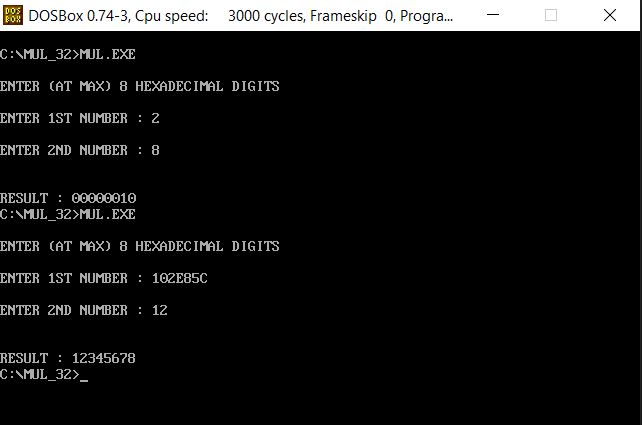 DOS
BOX
DOSBox 0.74-3, Cpu speed: 3000 cycles, Frameskip 0, Progra...
C:\MUL_32>MUL.EXE
ENTER (AT MAX) 8 HEXADECIMAL DIGITS
ENTER 1ST NUMBER : 2
ENTER 2ND NUMBER : 8
RESULT : 00000010
C:\MUL_32>MUL.EXE
ENTER (AT MAX) 8 HEXADECIMAL DIGITS
ENTER 1ST NUMBER : 102E85C
ENTER 2ND NUMBER : 12
RESULT : 12345678
C:\MUL_32>_